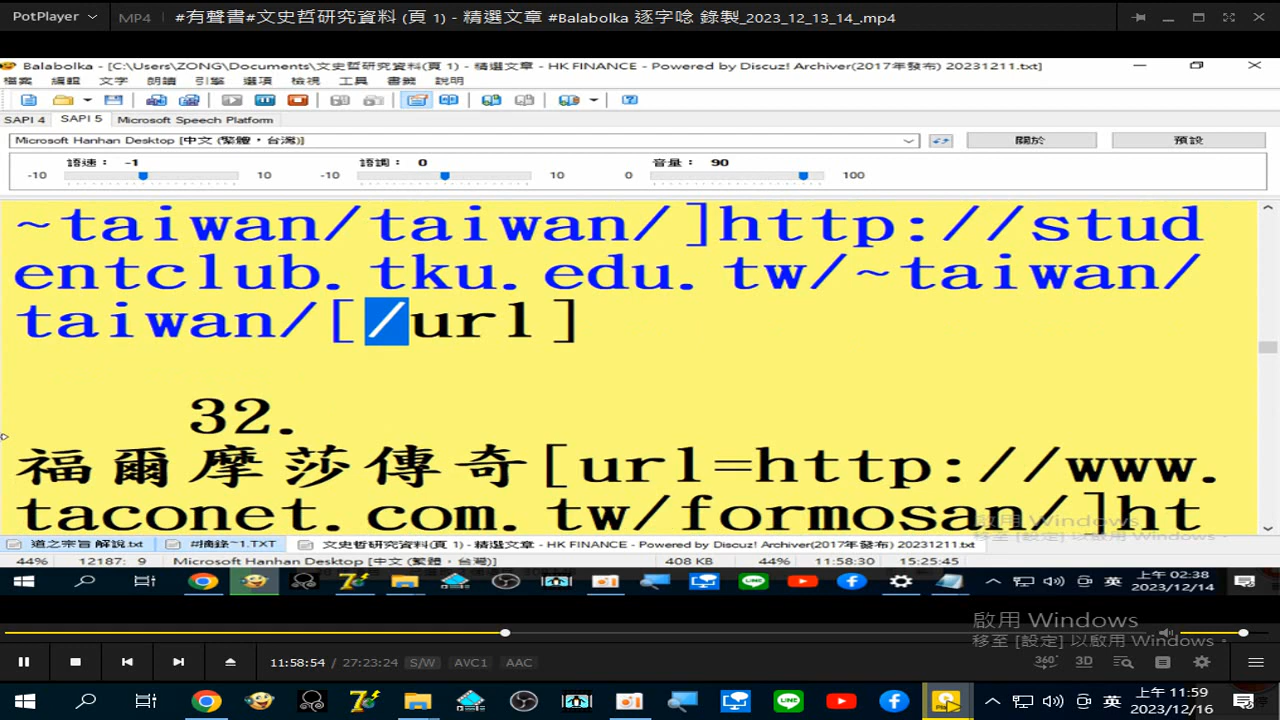 PotPlayer MP4 #有聲書#文史哲研究資料 (頁 1) - 精選文章 #Balabolka 逐字唸 錄製_2023_12_13_14_.mp4
Balabolka - [C:\Users\ZONG\Documents\文史哲研究資料(頁 1) - 精選文章 - HK FINANCE - Powered by Discuz! Archiver(2017年發布) 20231211.txt]
檔案 編輯 文字 朗讀 引擎 選項 檢視 工具 書籤 說明
SAPI 4 SAPI 5 Microsoft Speech Platform
Microsoft Hanhan Desktop [中文 (繁體，台灣)] 關於 預設
語速： -1 語調： 0 音量： 90
-10 10 -10 10 0 100
~taiwan/taiwan/]http://stud
entclub.tku.edu.tw/~taiwan/
taiwan/[/url]
32.
福爾摩莎傳奇[url=http://www.
taconet.com.tw/formosan/]ht
道之宗旨 解說.txt #摘錄~1.TXT 文史哲研究資料(頁 1) - 精選文章 - HK FINANCE - Powered by Discuz! Archiver(2017年發布) 20231211.txt
44% 12187: 9 Microsoft Hanhan Desktop [中文 (繁體，台灣)] 408 KB 44% 11:58:30 15:25:45
英 上午 02:38
2023/12/14
啟用 Windows
移至 [設定] 以啟用 Windows。
11:58:54 / 27:23:24 S/W AVC1 AAC 360° 3D
英 上午 11:59
2023/12/16